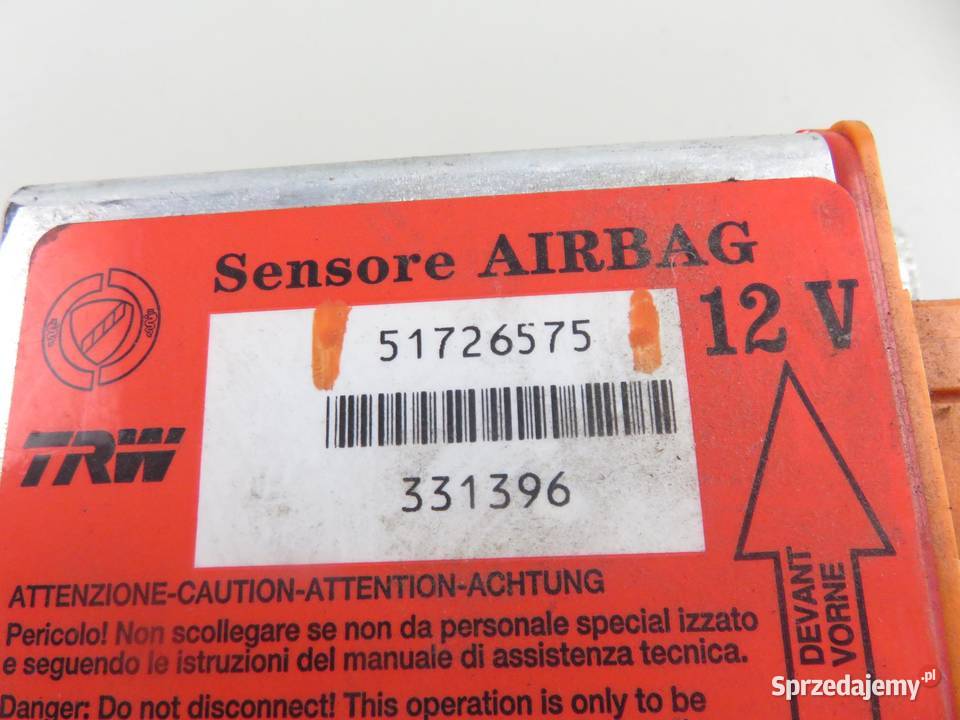 Sensore AIRBAG
51726575
12 V
331396
TRW
ATTENZIONE-CAUTION-ATTENTION-ACHTUNG
Pericolo! Non scollegare se non da personale special izzato
e seguendo le istruzioni del manuale di assistenza tecnica.
Danger: Do not disconnect! This operation is only to be
DEVANT
VORNE
Sprzedajemy.pl